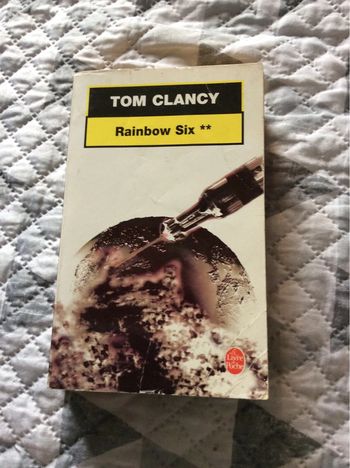 TOM CLANCY
Rainbow Six **
Le Livre
de
Poche